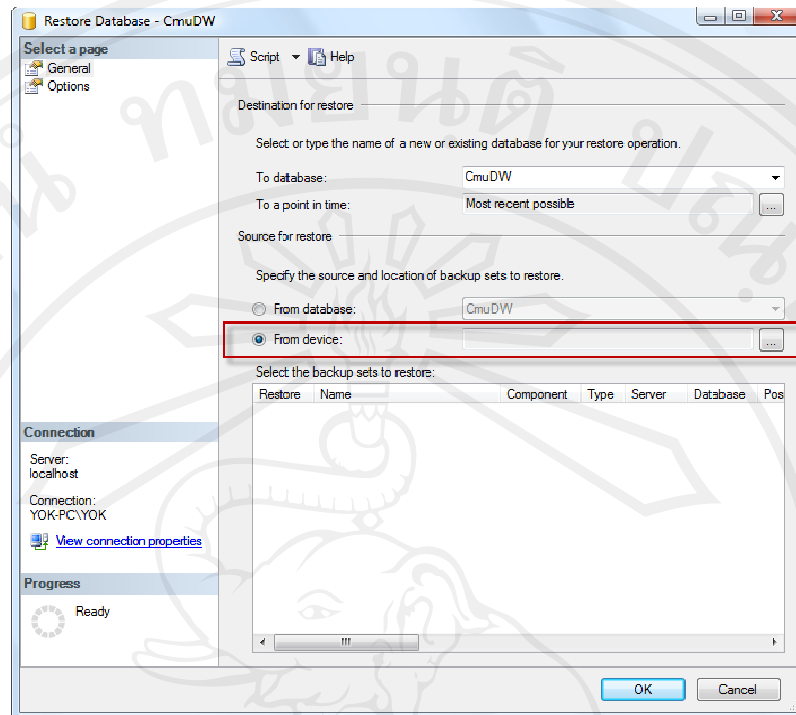 Restore Database - CmuDW
Select a page
General
Options
Script
Help
Destination for restore
Select or type the name of a new or existing database for your restore operation.
To database:
CmuDW
To a point in time:
Most recent possible
...
Source for restore
Specify the source and location of backup sets to restore.
From database:
CmuDW
From device:
...
Select the backup sets to restore:
Restore Name Component Type Server Database Pos
Connection
Server:
localhost
Connection:
YOK-PC\YOK
View connection properties
Progress
Ready
OK
Cancel